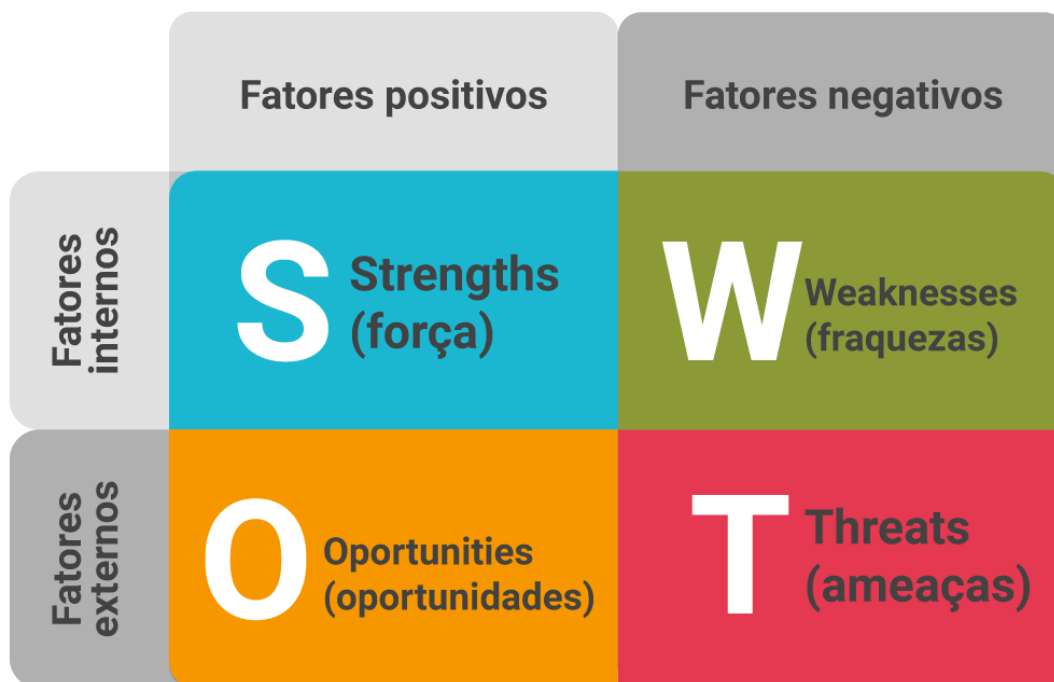 Fatores positivos
Fatores negativos
Fatores
internos
S
Strengths
(força)
W
Weaknesses
(fraquezas)
Fatores
externos
O
Oportunities
(oportunidades)
T
Threats
(ameaças)